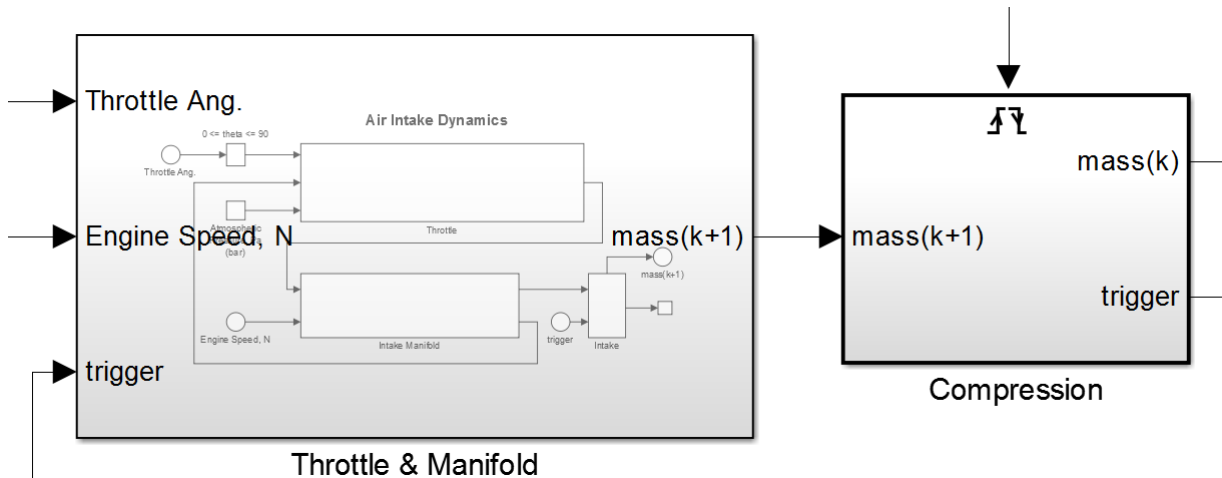 Throttle Ang.
Air Intake Dynamics
0 <= theta <= 90
Throttle Ang.
mass(k)
Atmospheric
(bar)
Throttle
Engine Speed, N
mass(k+1)
mass(k+1)
mass(k+1)
trigger
Engine Speed, N
Intake Manifold
trigger
Intake
trigger
Compression
Throttle & Manifold